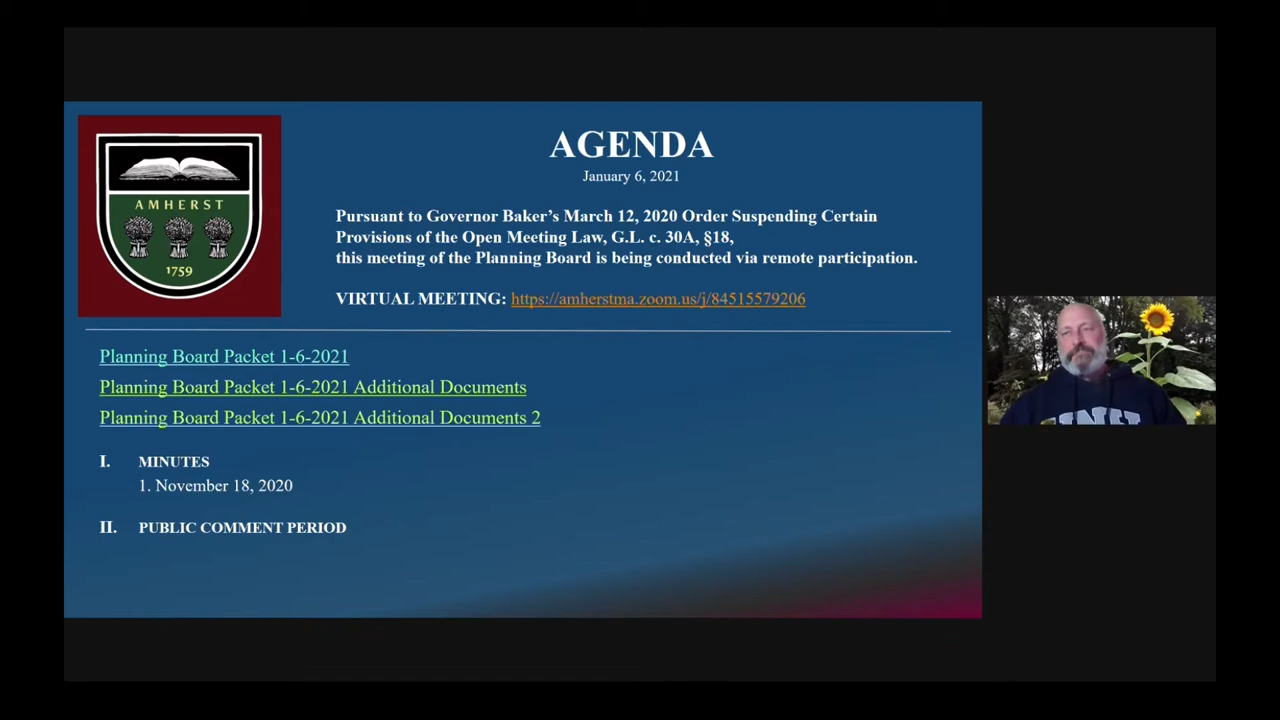 AMHERST
1759
AGENDA
January 6, 2021
Pursuant to Governor Baker’s March 12, 2020 Order Suspending Certain
Provisions of the Open Meeting Law, G.L. c. 30A, §18,
this meeting of the Planning Board is being conducted via remote participation.
VIRTUAL MEETING: https://amherstma.zoom.us/j/84515579206
Planning Board Packet 1-6-2021
Planning Board Packet 1-6-2021 Additional Documents
Planning Board Packet 1-6-2021 Additional Documents 2
I. MINUTES
1. November 18, 2020
II. PUBLIC COMMENT PERIOD